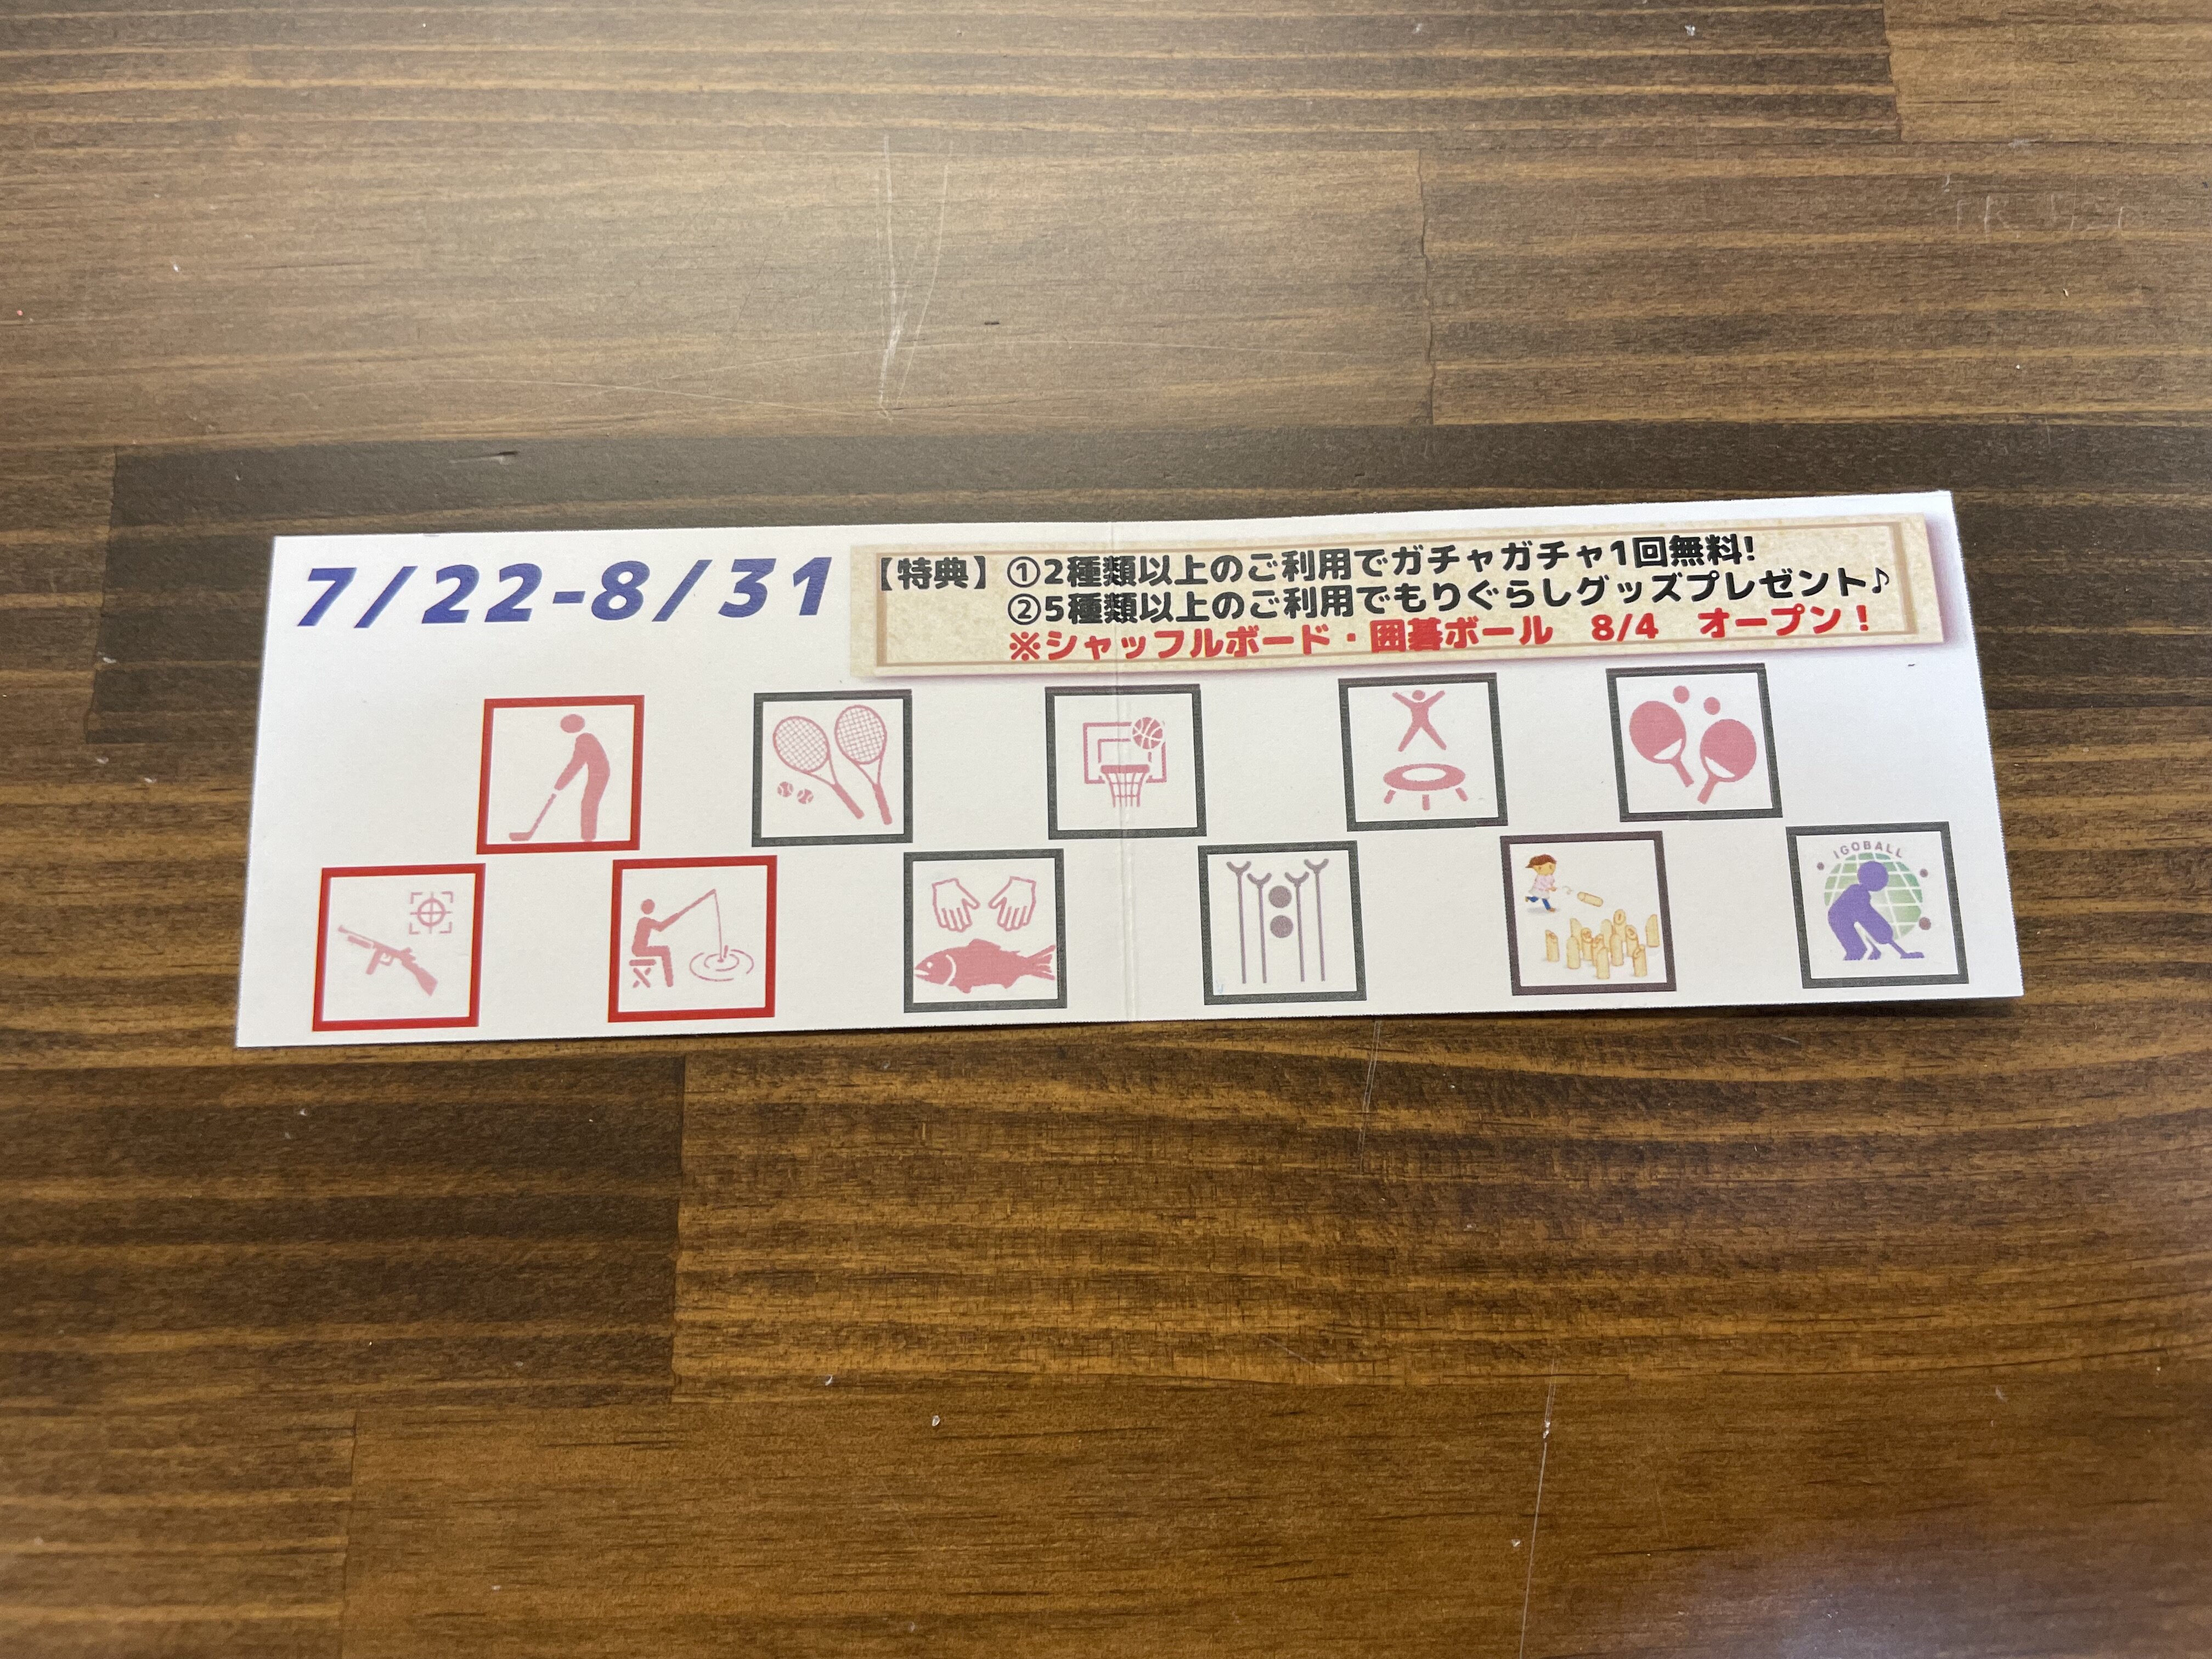 7/22-8/31
【特典】①2種類以上のご利用でガチャガチャ1回無料!
②5種類以上のご利用でもりぐらしグッズプレゼント♪
※シャッフルボード・囲碁ボール 8/4 オープン！
IGOBALL